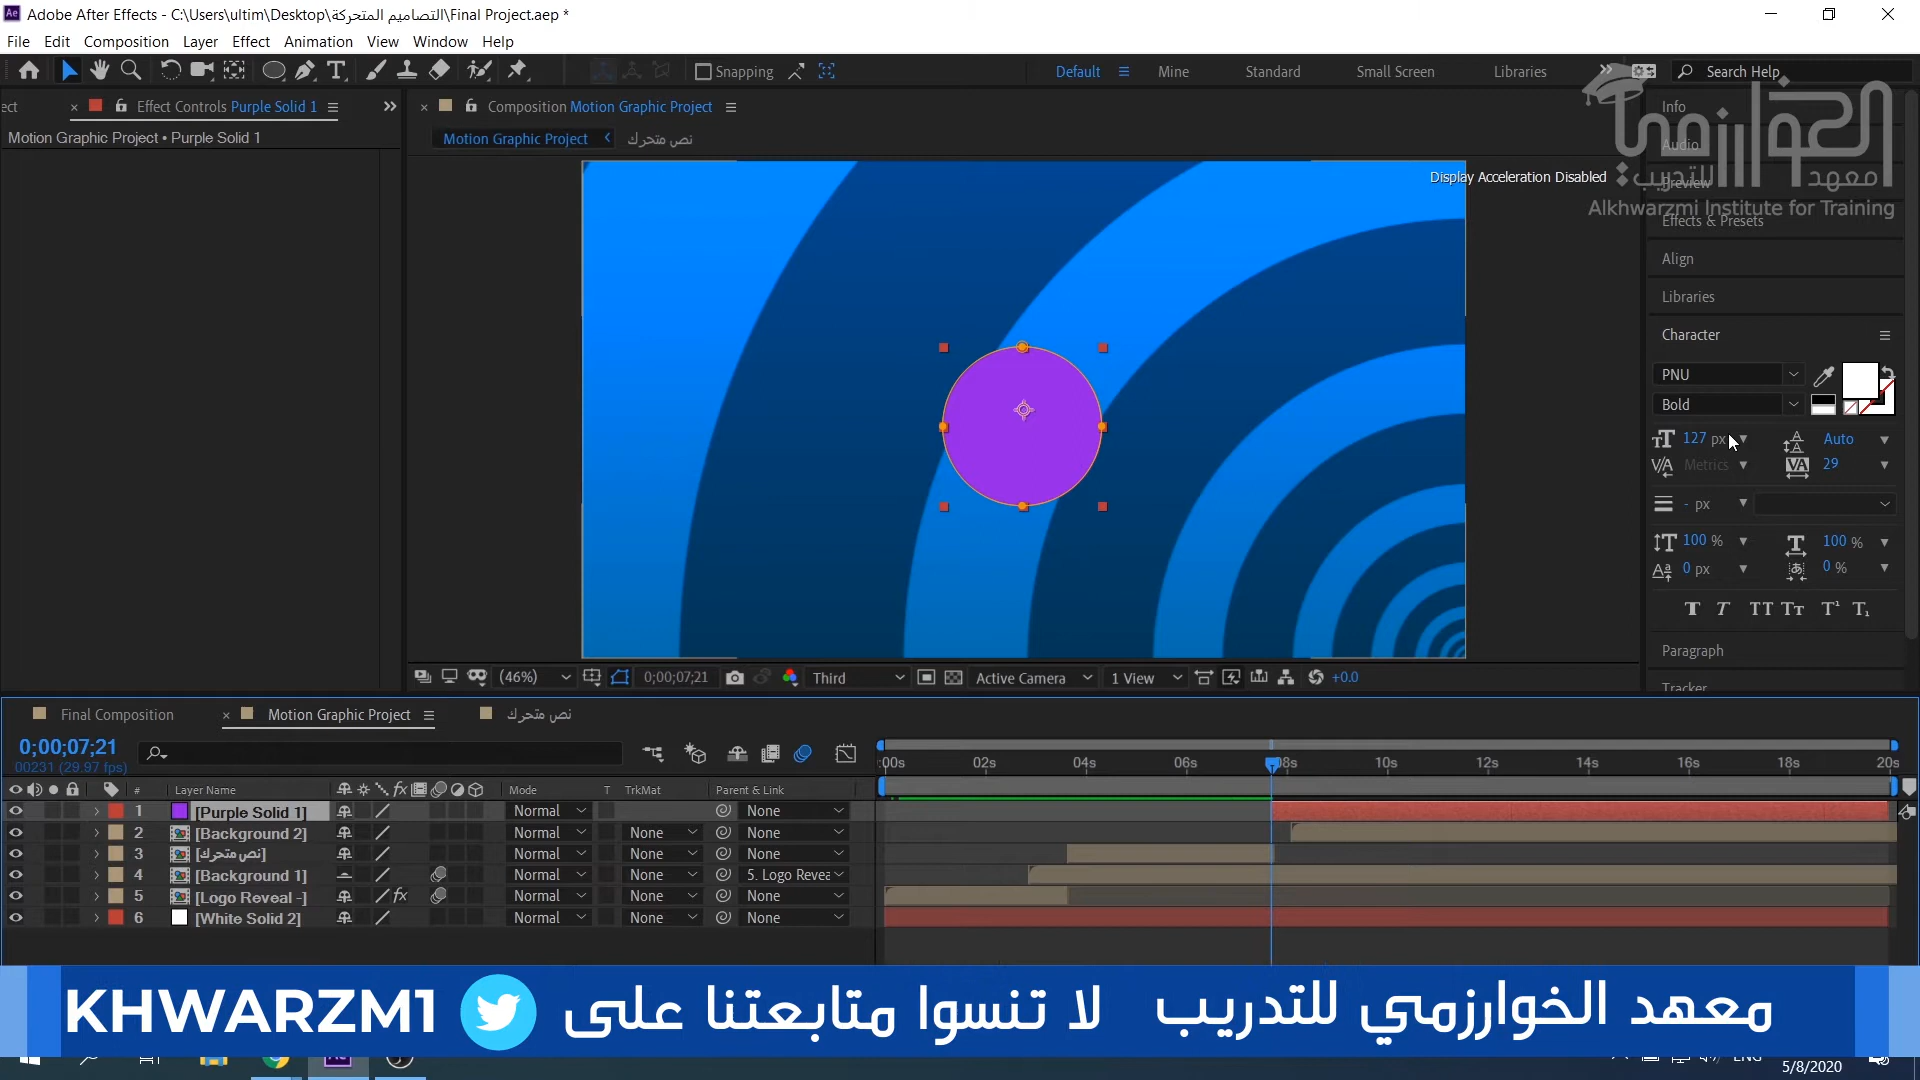 Adobe After Effects - C:\Users\ultim\Desktop\التصاميم المتحركة\Final Project.aep *
File Edit Composition Layer Effect Animation View Window Help
Snapping
Default Mine Standard Small Screen Libraries
Search Help
ect Effect Controls Purple Solid 1
Motion Graphic Project • Purple Solid 1
Composition Motion Graphic Project
Motion Graphic Project نص متحرك
Display Acceleration Disabled
الخوارزمي
معهد للتدريب
Alkhwarzmi Institute for Training
Info
Audio
Preview
Effects & Presets
Align
Libraries
Character
PNU
Bold
127 px Auto
Metrics 29
- px
100 % 100 %
0 px 0 %
Paragraph
Tracker
(46%) 0;00;07;21 Third Active Camera 1 View +0.0
Final Composition Motion Graphic Project نص متحرك
0;00;07;21
00231 (29.97 fps)
:00s 02s 04s 06s 08s 10s 12s 14s 16s 18s 20s
# Layer Name Mode T TrkMat Parent & Link
1 [Purple Solid 1] Normal None
2 [Background 2] Normal None None
3 [نص متحرك] Normal None None
4 [Background 1] Normal None 5. Logo Revea
5 [Logo Reveal -] Normal None None
6 [White Solid 2] Normal None None
معهد الخوارزمي للتدريب لا تنسوا متابعتنا على KHWARZM1
ENG
5/8/2020